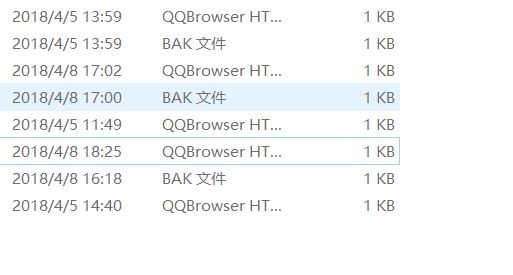 2018/4/5 13:59 QQBrowser HT... 1 KB
2018/4/5 13:59 BAK 文件 1 KB
2018/4/8 17:02 QQBrowser HT... 1 KB
2018/4/8 17:00 BAK 文件 1 KB
2018/4/5 11:49 QQBrowser HT... 1 KB
2018/4/8 18:25 QQBrowser HT... 1 KB
2018/4/8 16:18 BAK 文件 1 KB
2018/4/5 14:40 QQBrowser HT... 1 KB